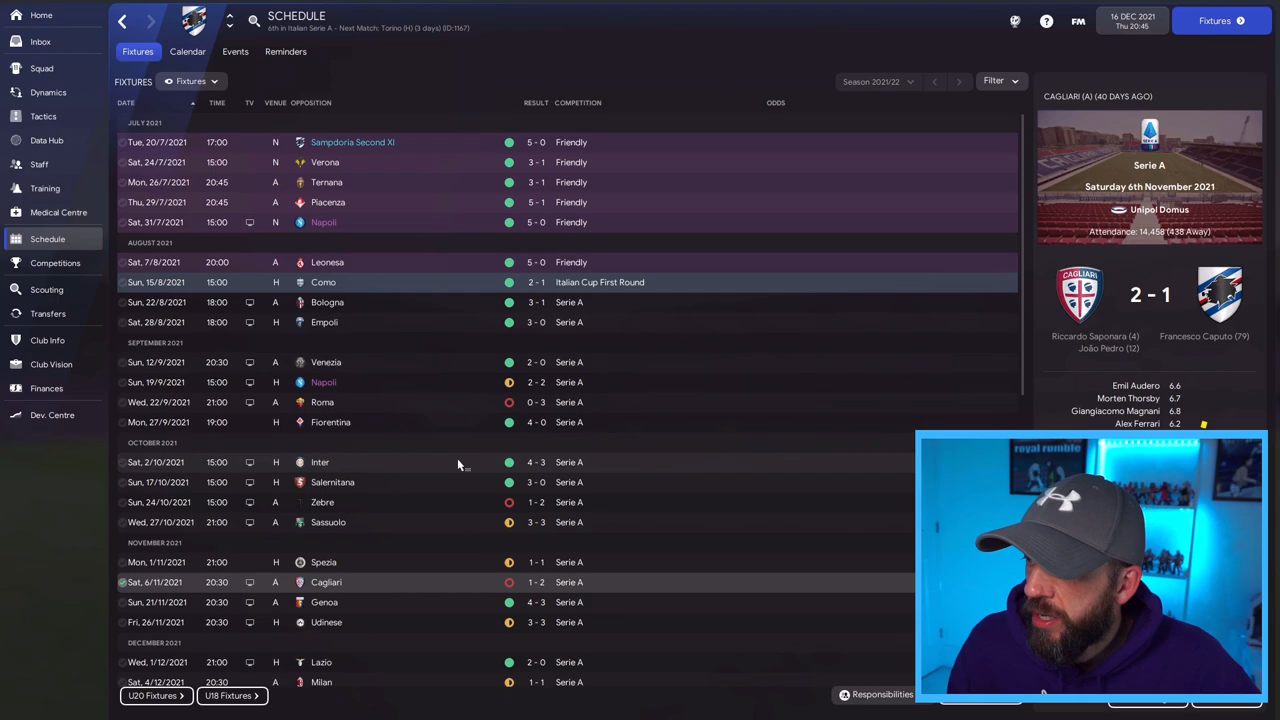 Home
Inbox
Squad
Dynamics
Tactics
Data Hub
Staff
Training
Medical Centre
Schedule
Competitions
Scouting
Transfers
Club Info
Club Vision
Finances
Dev. Centre
SCHEDULE
6th in Italian Serie A - Next Match: Torino (H) (3 days) (ID:1167)
? FM
16 DEC 2021
Thu 20:45
Fixtures
Fixtures Calendar Events Reminders
FIXTURES Fixtures
Season 2021/22
Filter
DATE TIME TV VENUE OPPOSITION RESULT COMPETITION ODDS
JULY 2021
Tue, 20/7/2021 17:00 N Sampdoria Second XI 5 - 0 Friendly
Sat, 24/7/2021 15:00 N Verona 3 - 1 Friendly
Mon, 26/7/2021 20:45 A Ternana 3 - 1 Friendly
Thu, 29/7/2021 20:45 A Piacenza 5 - 1 Friendly
Sat, 31/7/2021 15:00 N Napoli 5 - 0 Friendly
AUGUST 2021
Sat, 7/8/2021 20:00 A Leonesa 5 - 0 Friendly
Sun, 15/8/2021 15:00 H Como 2 - 1 Italian Cup First Round
Sun, 22/8/2021 18:00 A Bologna 3 - 1 Serie A
Sat, 28/8/2021 18:00 H Empoli 3 - 0 Serie A
SEPTEMBER 2021
Sun, 12/9/2021 20:30 A Venezia 2 - 0 Serie A
Sun, 19/9/2021 15:00 H Napoli 2 - 2 Serie A
Wed, 22/9/2021 21:00 A Roma 0 - 3 Serie A
Mon, 27/9/2021 19:00 H Fiorentina 4 - 0 Serie A
OCTOBER 2021
Sat, 2/10/2021 15:00 H Inter 4 - 3 Serie A
Sun, 17/10/2021 15:00 H Salernitana 3 - 0 Serie A
Sun, 24/10/2021 15:00 A Zebre 1 - 2 Serie A
Wed, 27/10/2021 21:00 A Sassuolo 3 - 3 Serie A
NOVEMBER 2021
Mon, 1/11/2021 21:00 H Spezia 1 - 1 Serie A
Sat, 6/11/2021 20:30 A Cagliari 1 - 2 Serie A
Sun, 21/11/2021 20:30 A Genoa 4 - 3 Serie A
Fri, 26/11/2021 20:30 H Udinese 3 - 3 Serie A
DECEMBER 2021
Wed, 1/12/2021 21:00 H Lazio 2 - 0 Serie A
Sat, 4/12/2021 20:30 A Milan 1 - 1 Serie A
U20 Fixtures
U18 Fixtures
Responsibilities
CAGLIARI (A) (40 DAYS AGO)
SERIE A
Serie A
Saturday 6th November 2021
Unipol Domus
Attendance: 14,458 (438 Away)
CAGLIARI
2 - 1
Riccardo Saponara (4) Francesco Caputo (79)
João Pedro (12)
Emil Audero 6.6
Morten Thorsby 6.7
Giangiacomo Magnani 6.8
Alex Ferrari 6.2
royal rumble